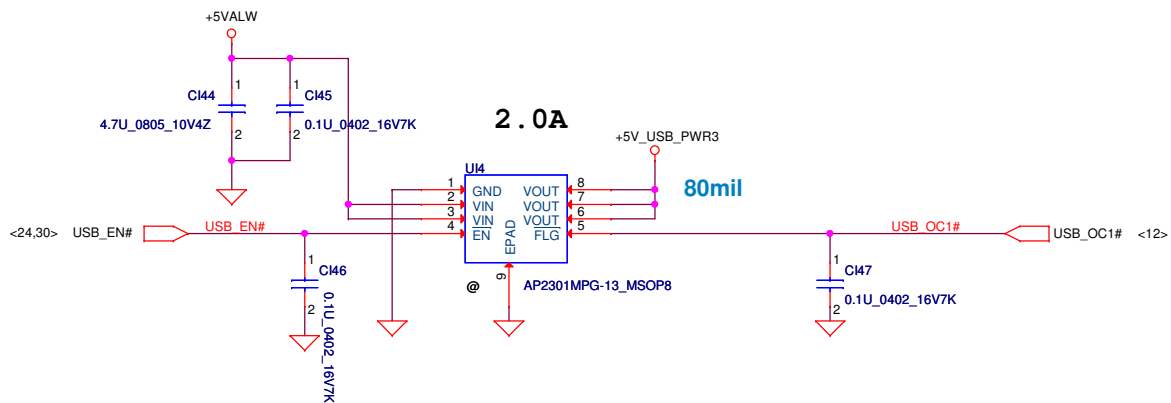 +5VALW
1
CI44
2
4.7U_0805_10V4Z
1
CI45
2
0.1U_0402_16V7K
2.0A
+5V_USB_PWR3
UI4
80mil
1 GND VOUT 8
2 VIN VOUT 7
3 VIN VOUT 6
4 EN FLG 5
EPAD
9
<24,30> USB_EN# USB_EN#
USB_OC1# USB_OC1# <12>
1
CI46
2
0.1U_0402_16V7K
@ AP2301MPG-13_MSOP8
1
CI47
2
0.1U_0402_16V7K